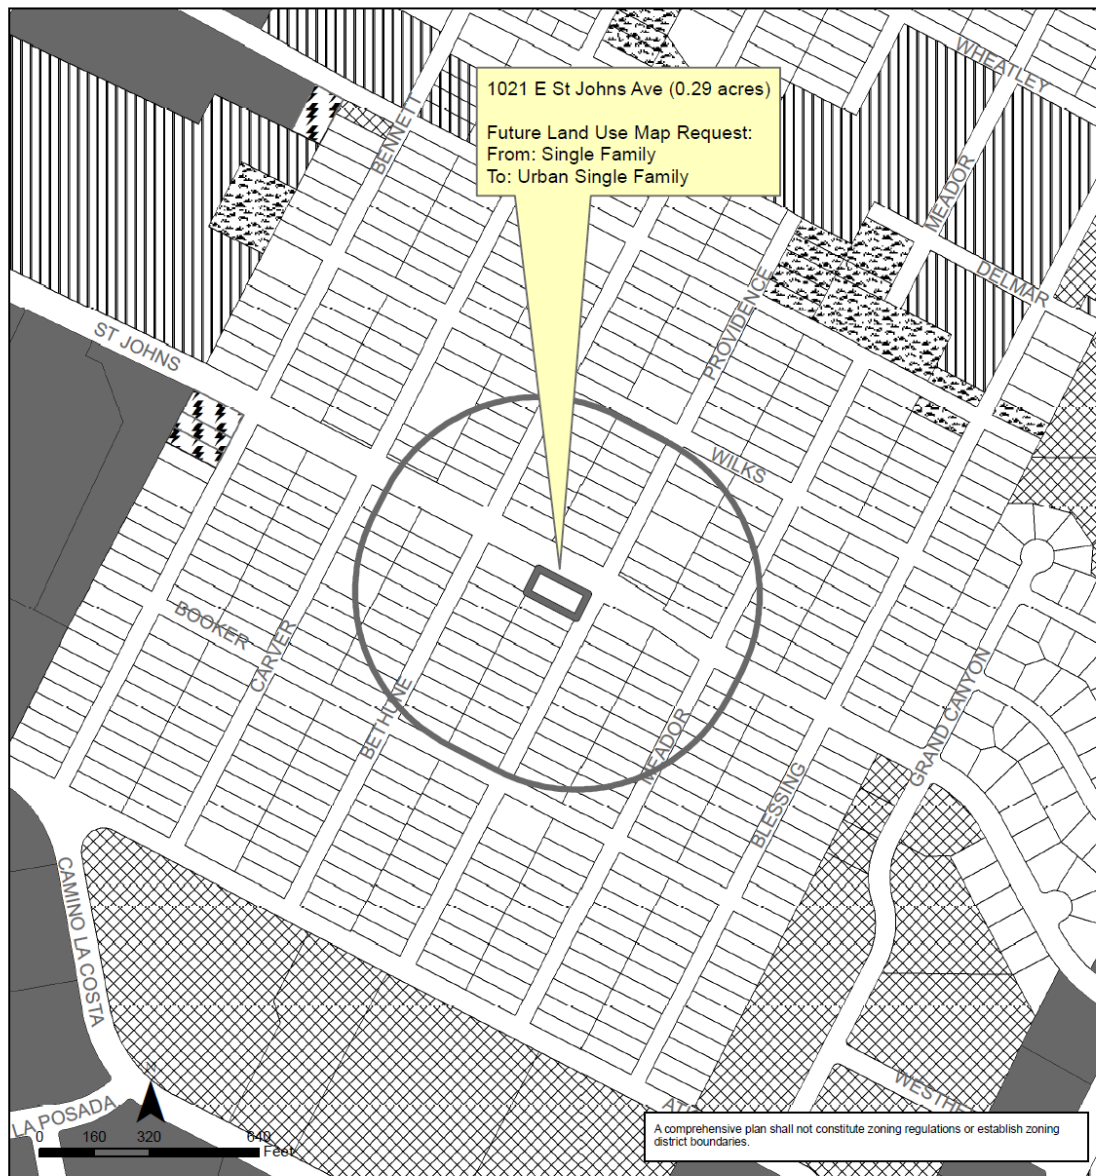 WHEATLEY
1021 E St Johns Ave (0.29 acres)
Future Land Use Map Request:
From: Single Family
To: Urban Single Family
BENNETT
MEADOR
DELMAR
PROVIDENCE
ST JOHNS
WILKS
BOOKER
CARVER
BETHUNE
MEADOR
GRAND CANYON
BLESSING
CAMINO LA COSTA
LA POSADA
N
0 160 320 640
Feet
A comprehensive plan shall not constitute zoning regulations or establish zoning
district boundaries.